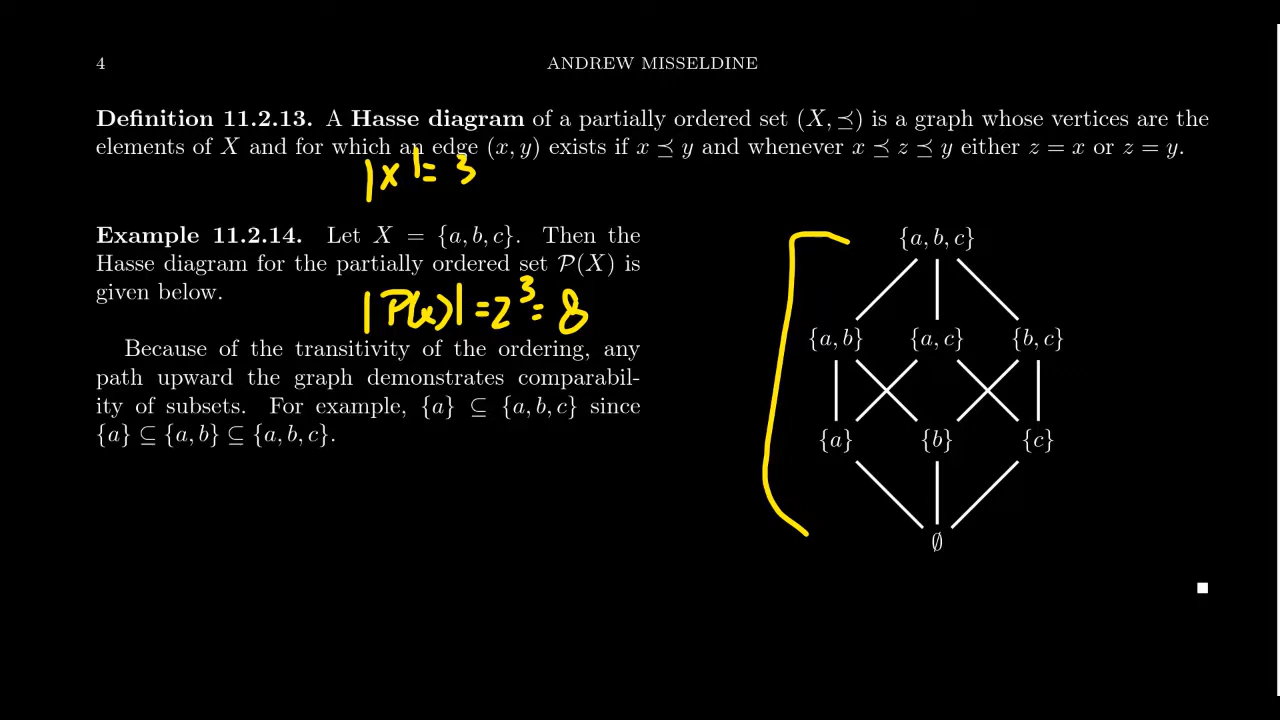 4
ANDREW MISSELDINE
Definition 11.2.13. A Hasse diagram of a partially ordered set (X, ⪯) is a graph whose vertices are the
elements of X and for which an edge (x, y) exists if x ⪯ y and whenever x ⪯ z ⪯ y either z = x or z = y.
|X| = 3
Example 11.2.14. Let X = {a, b, c}. Then the
Hasse diagram for the partially ordered set 𝒫(X) is
given below.
|𝒫(X)| = 2³ = 8
Because of the transitivity of the ordering, any
path upward the graph demonstrates comparabil-
ity of subsets. For example, {a} ⊆ {a, b, c} since
{a} ⊆ {a, b} ⊆ {a, b, c}.
{a, b, c}
{a, b} {a, c} {b, c}
{a} {b} {c}
∅